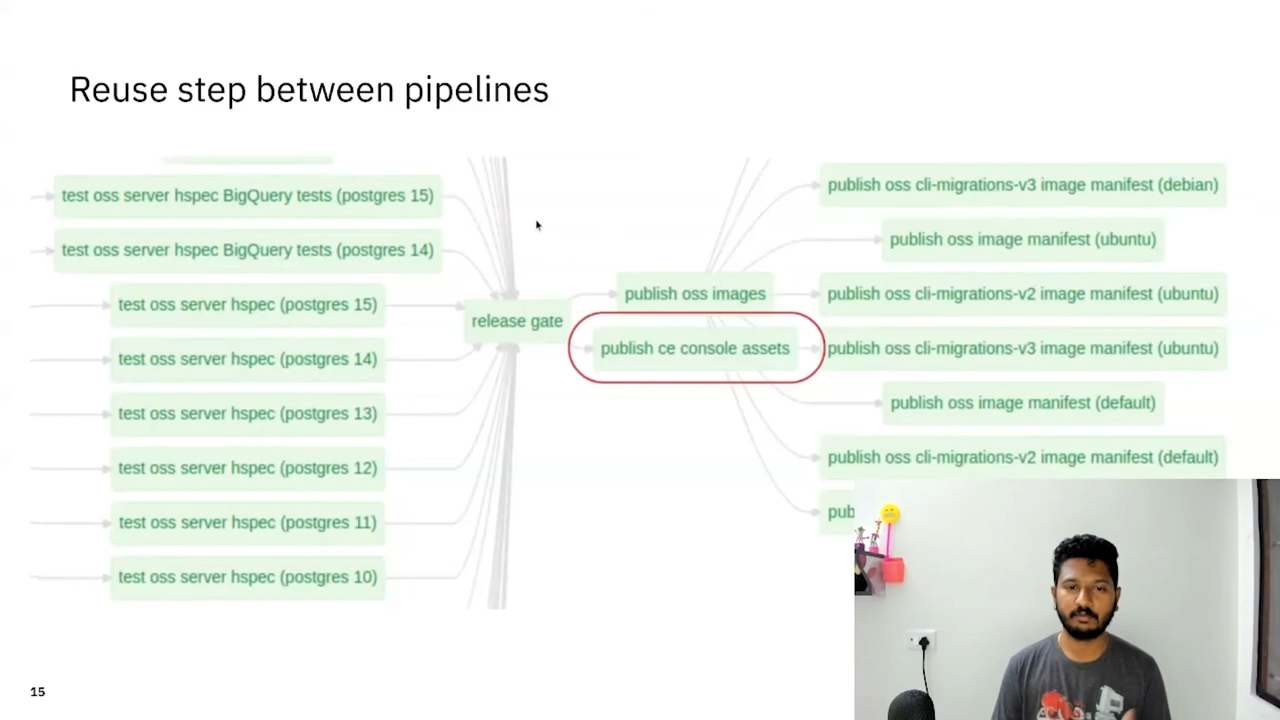 Reuse step between pipelines
test oss server hspec BigQuery tests (postgres 15)
test oss server hspec BigQuery tests (postgres 14)
test oss server hspec (postgres 15)
test oss server hspec (postgres 14)
test oss server hspec (postgres 13)
test oss server hspec (postgres 12)
test oss server hspec (postgres 11)
test oss server hspec (postgres 10)
release gate
publish oss images
publish ce console assets
publish oss cli-migrations-v3 image manifest (debian)
publish oss image manifest (ubuntu)
publish oss cli-migrations-v2 image manifest (ubuntu)
publish oss cli-migrations-v3 image manifest (ubuntu)
publish oss image manifest (default)
publish oss cli-migrations-v2 image manifest (default)
pub
15